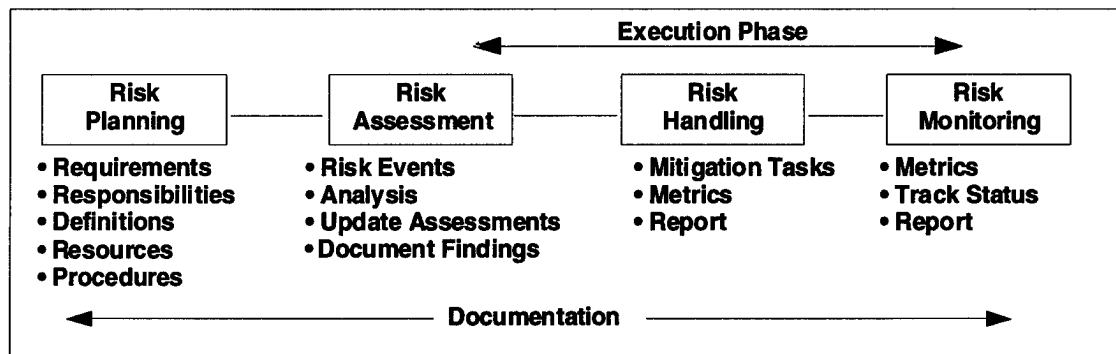 Execution Phase
Risk
Planning
Risk
Assessment
Risk
Handling
Risk
Monitoring
• Requirements
• Responsibilities
• Definitions
• Resources
• Procedures
• Risk Events
• Analysis
• Update Assessments
• Document Findings
• Mitigation Tasks
• Metrics
• Report
• Metrics
• Track Status
• Report
Documentation